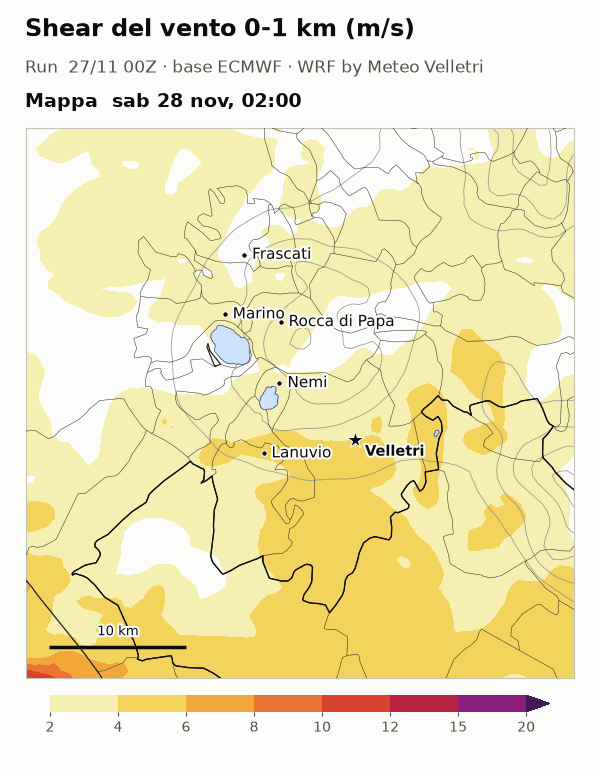 Shear del vento 0-1 km (m/s)
Run  27/11 00Z · base ECMWF · WRF by Meteo Velletri
Mappa  sab 28 nov, 02:00
Frascati
Marino
Rocca di Papa
Nemi
Velletri
Lanuvio
10 km
2 4 6 8 10 12 15 20